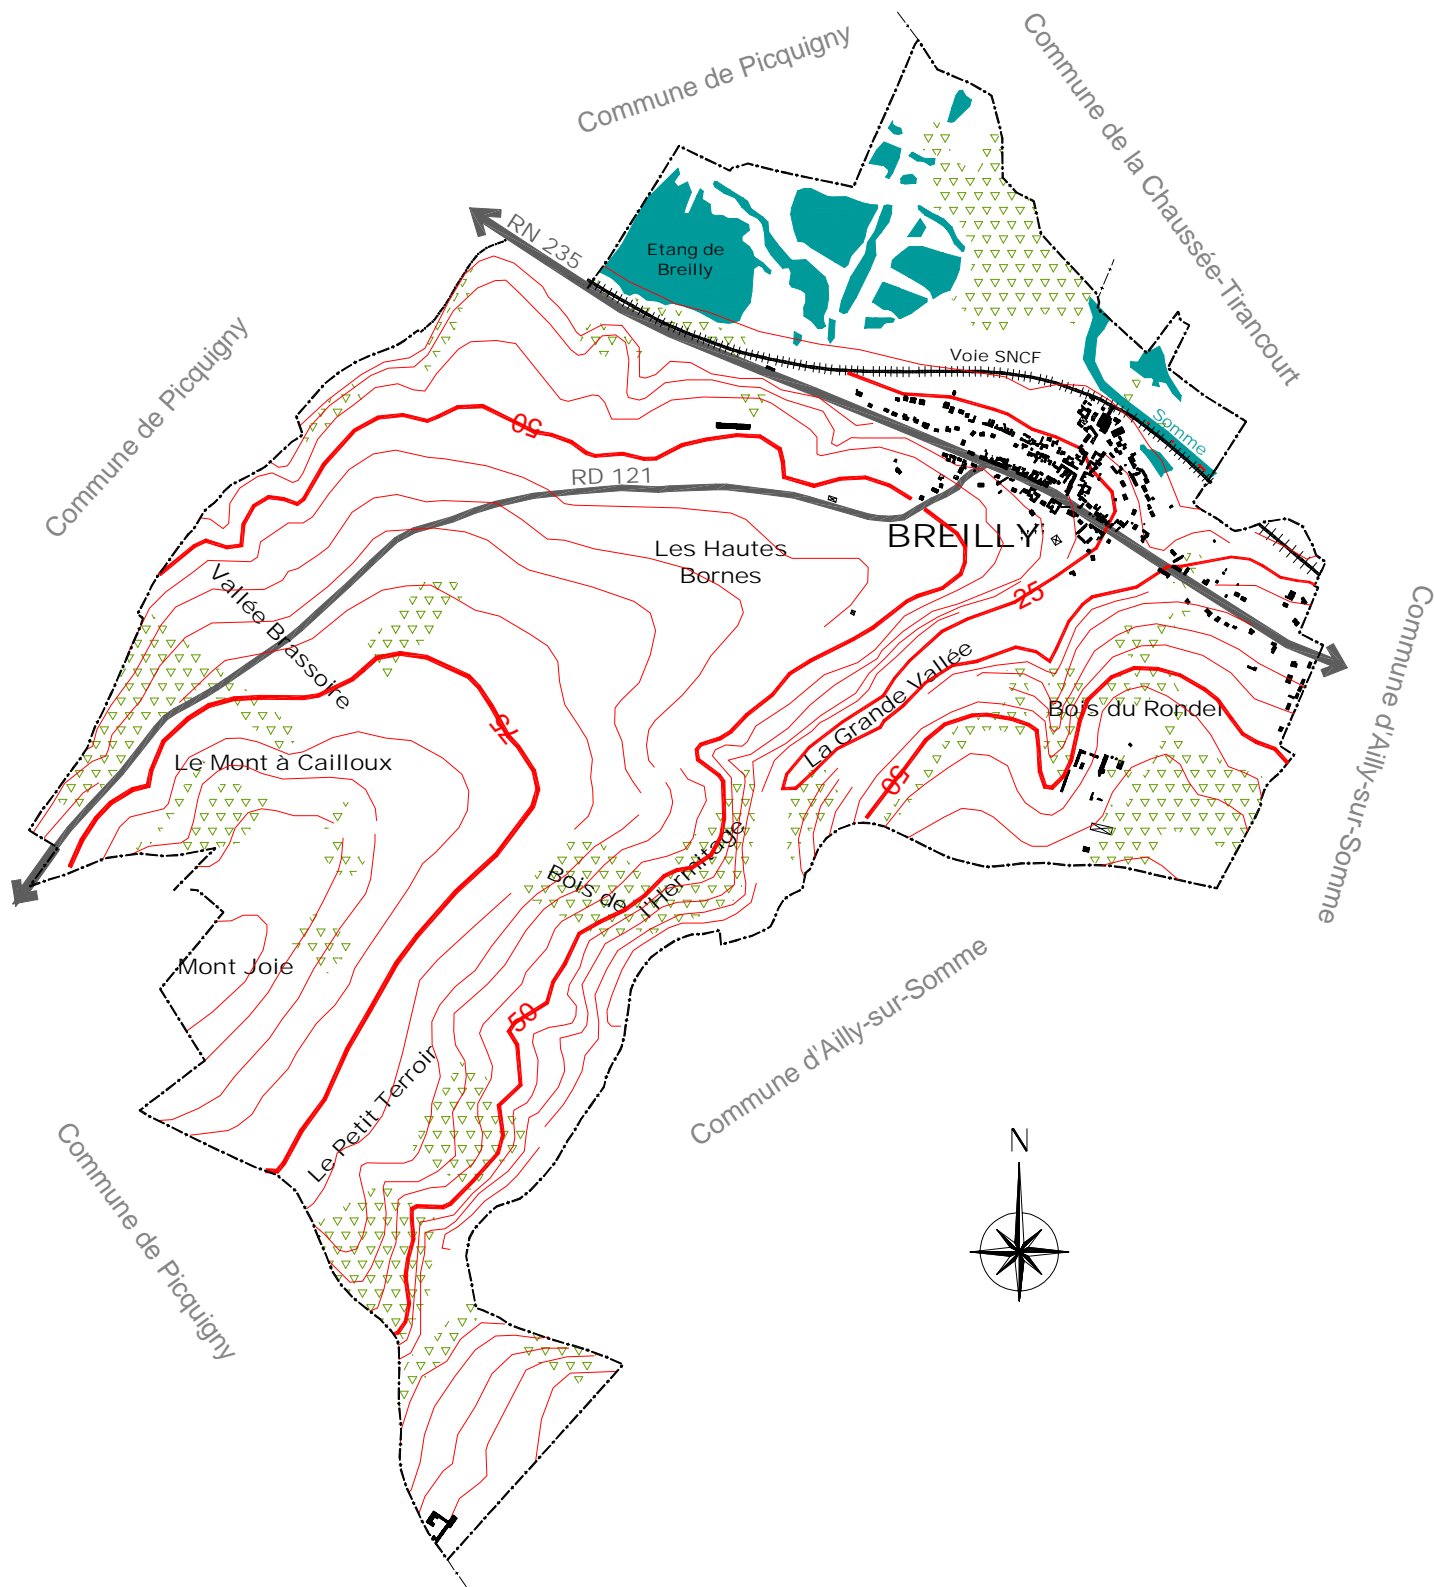 Commune de Picquigny
Commune de la Chaussée-Tirancourt
RN 235
Etang de
Breilly
Voie SNCF
Somme
Commune de Picquigny
50
RD 121
BREILLY
Les Hautes
Bornes
25
Vallée Brassoire
La Grande Vallée
Commune d'Ailly-sur-Somme
75
Bois du Rondel
Le Mont à Cailloux
50
Bois de
l'Hermitage
Mont Joie
50
Commune d'Ailly-sur-Somme
Le Petit Terroir
Commune de Picquigny
N